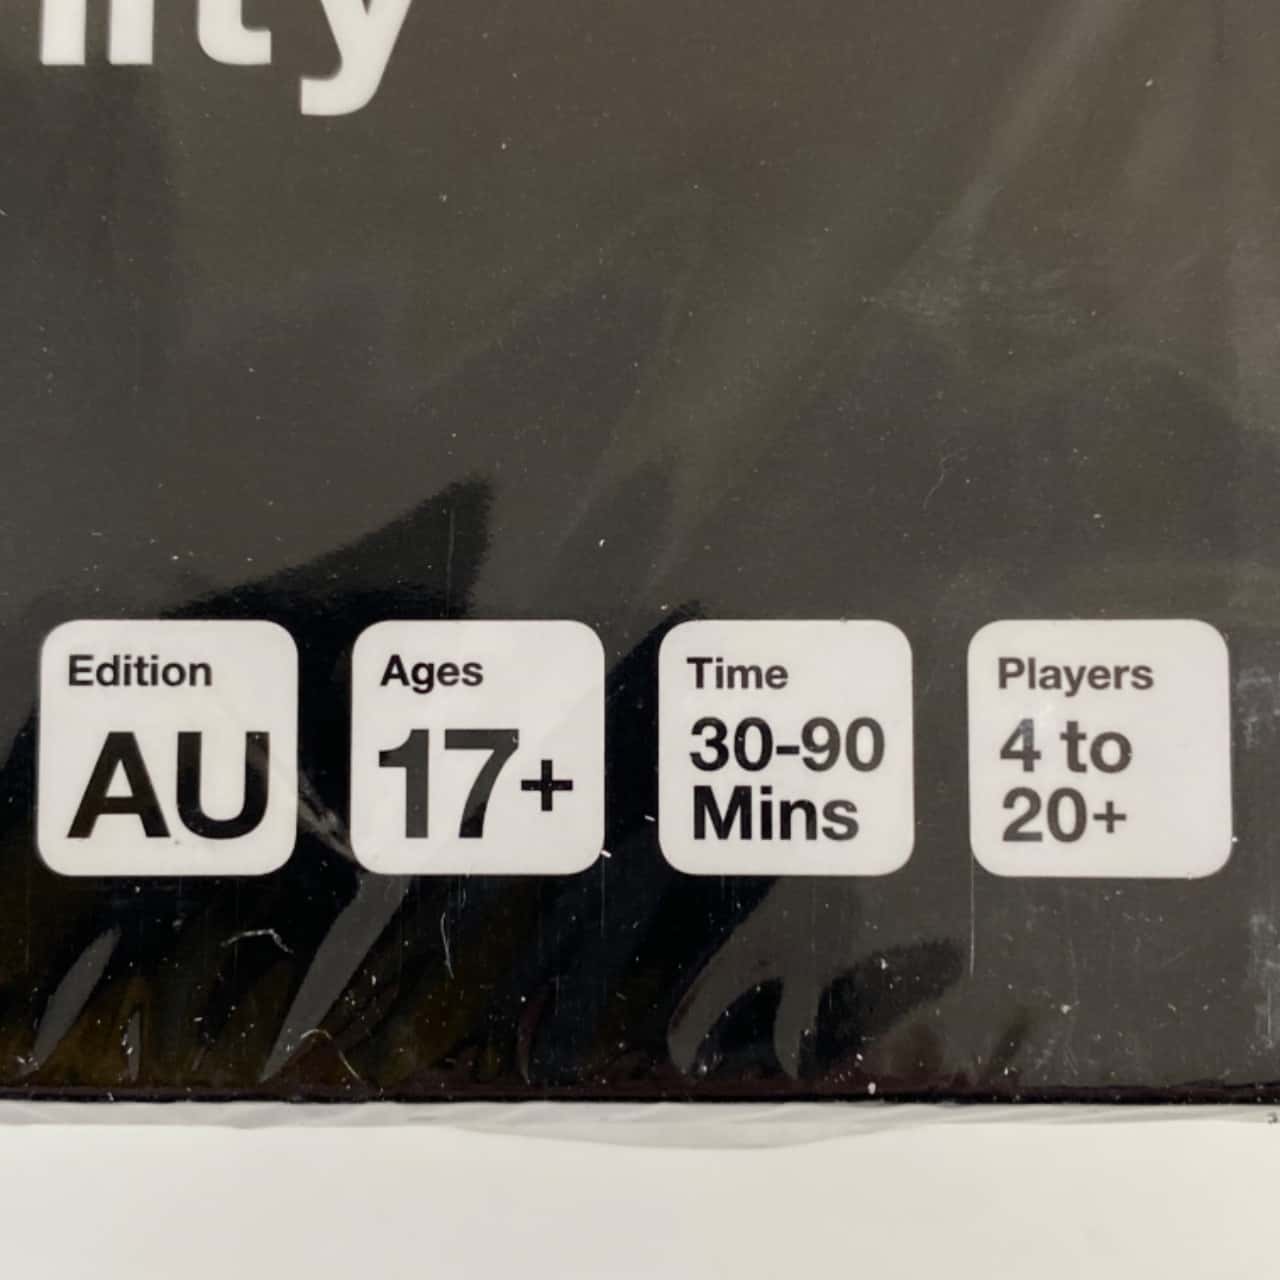 Edition
AU
Ages
17+
Time
30-90
Mins
Players
4 to
20+